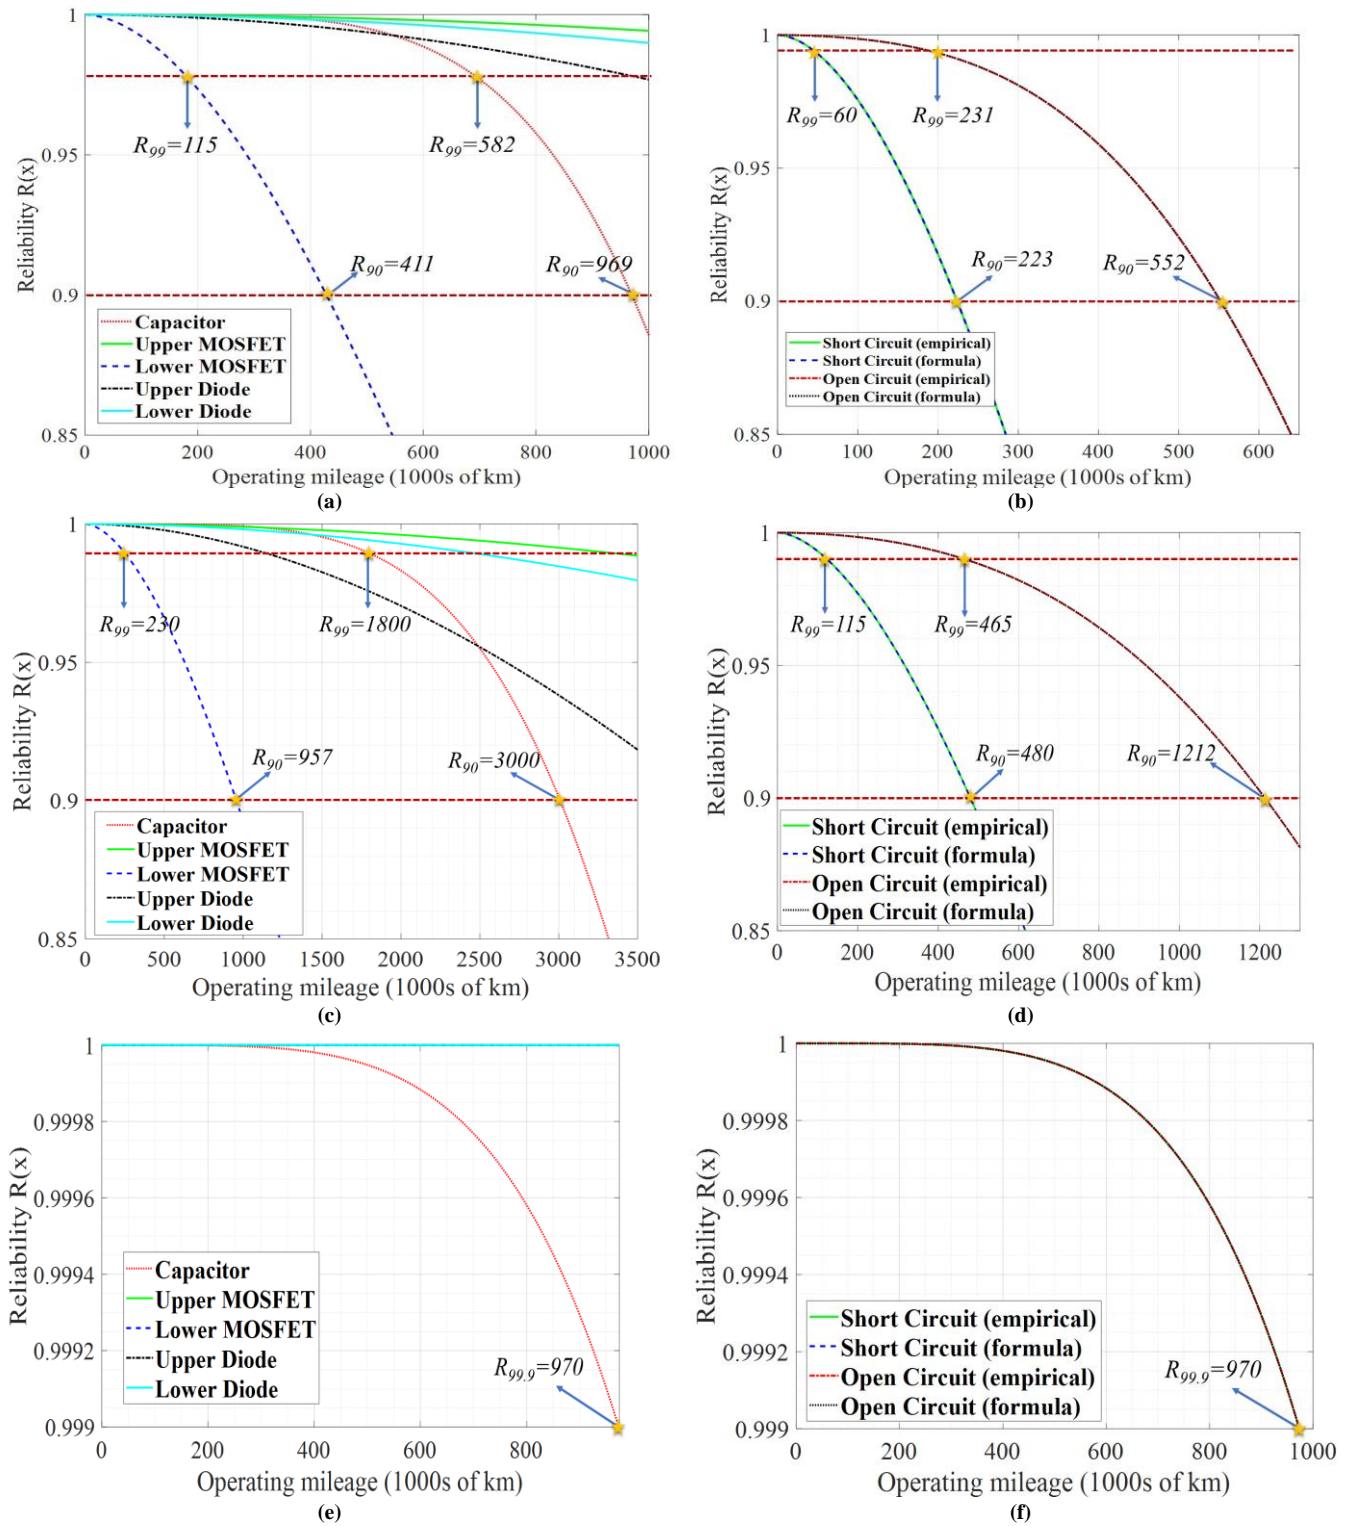 1
0.95
0.9
0.85
Reliability R(x)
R99=115
R99=582
R90=411
R90=969
Capacitor
Upper MOSFET
Lower MOSFET
Upper Diode
Lower Diode
0 200 400 600 800 1000
Operating mileage (1000s of km)
(a)
1
0.95
0.9
0.85
Reliability R(x)
R99=60
R99=231
R90=223
R90=552
Short Circuit (empirical)
Short Circuit (formula)
Open Circuit (empirical)
Open Circuit (formula)
0 100 200 300 400 500 600
Operating mileage (1000s of km)
(b)
1
0.95
0.9
0.85
Reliability R(x)
R99=230
R99=1800
R90=957
R90=3000
Capacitor
Upper MOSFET
Lower MOSFET
Upper Diode
Lower Diode
0 500 1000 1500 2000 2500 3000 3500
Operating mileage (1000s of km)
(c)
1
0.95
0.9
0.85
Reliability R(x)
R99=115
R99=465
R90=480
R90=1212
Short Circuit (empirical)
Short Circuit (formula)
Open Circuit (empirical)
Open Circuit (formula)
0 200 400 600 800 1000 1200
Operating mileage (1000s of km)
(d)
1
0.9998
0.9996
0.9994
0.9992
0.999
Reliability R(x)
Capacitor
Upper MOSFET
Lower MOSFET
Upper Diode
Lower Diode
R99.9=970
0 200 400 600 800
Operating mileage (1000s of km)
(e)
1
0.9998
0.9996
0.9994
0.9992
0.999
Reliability R(x)
Short Circuit (empirical)
Short Circuit (formula)
Open Circuit (empirical)
Open Circuit (formula)
R99.9=970
0 200 400 600 800 1000
Operating mileage (1000s of km)
(f)